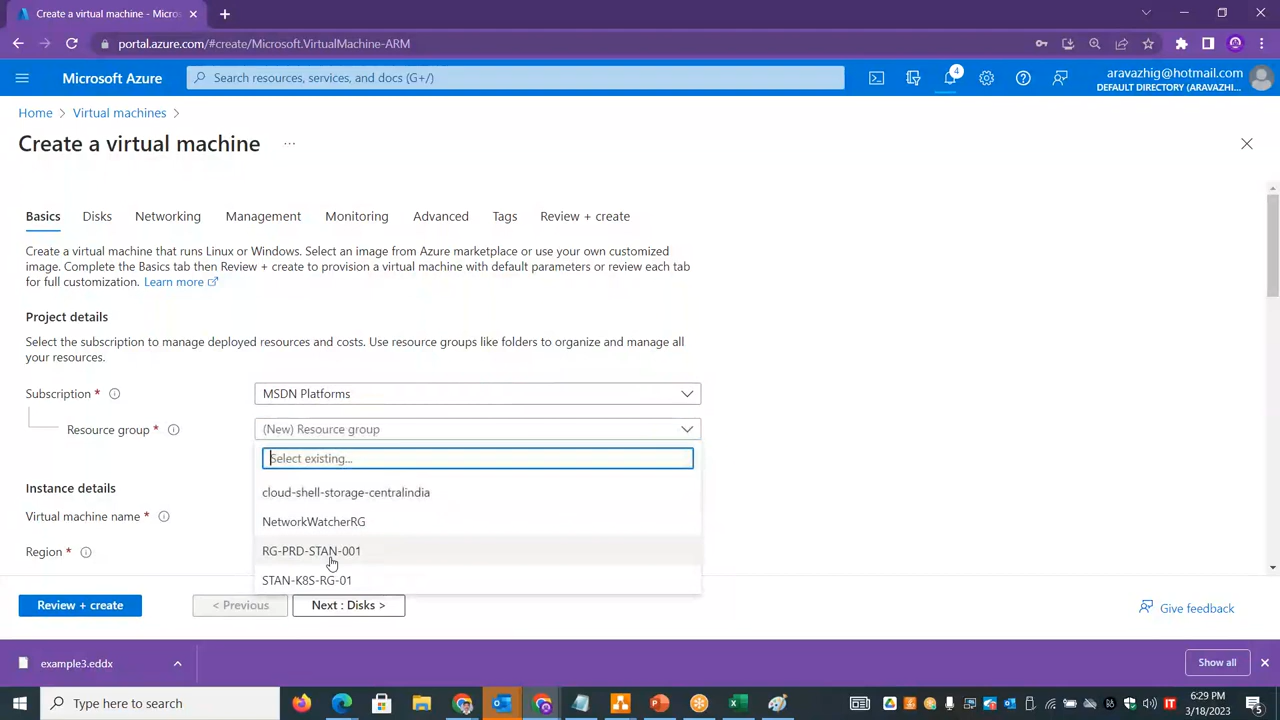 Create a virtual machine - Micros
portal.azure.com/#create/Microsoft.VirtualMachine-ARM
Microsoft Azure
Search resources, services, and docs (G+/)
4
aravazhig@hotmail.com
DEFAULT DIRECTORY (ARAVAZHI...
Home > Virtual machines >
Create a virtual machine ...
Basics Disks Networking Management Monitoring Advanced Tags Review + create
Create a virtual machine that runs Linux or Windows. Select an image from Azure marketplace or use your own customized
image. Complete the Basics tab then Review + create to provision a virtual machine with default parameters or review each tab
for full customization. Learn more
Project details
Select the subscription to manage deployed resources and costs. Use resource groups like folders to organize and manage all
your resources.
Subscription * MSDN Platforms
Resource group * (New) Resource group
Select existing...
cloud-shell-storage-centralindia
NetworkWatcherRG
RG-PRD-STAN-001
STAN-K8S-RG-01
Instance details
Virtual machine name *
Region *
Review + create < Previous Next : Disks > Give feedback
example3.eddx Show all
Type here to search
IT
6:29 PM
3/18/2023
5